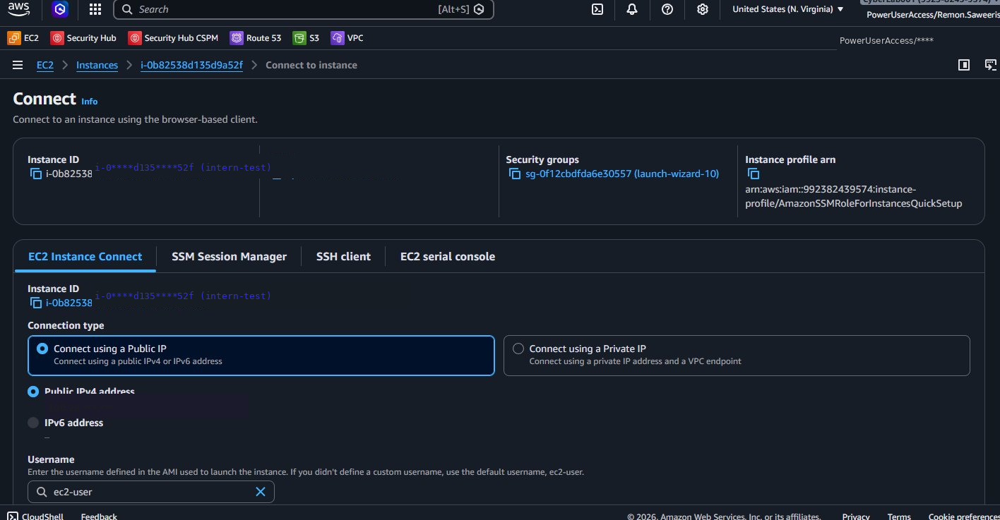 aws
Search [Alt+S]
United States (N. Virginia)
PowerUserAccess/Remon.Saweeris
EC2 Security Hub Security Hub CSPM Route 53 S3 VPC
PowerUserAccess/****
EC2 Instances i-0b82538d135d9a52f Connect to instance
Connect Info
Connect to an instance using the browser-based client.
Instance ID
i-0b82538 i-0****d135****52f (intern-test)
Security groups
sg-0f12cbdfda6e30557 (launch-wizard-10)
Instance profile arn
arn:aws:iam::992382439574:instance-
profile/AmazonSSMRoleForInstancesQuickSetup
EC2 Instance Connect SSM Session Manager SSH client EC2 serial console
Instance ID
i-0b82538 i-0****d135****52f (intern-test)
Connection type
Connect using a Public IP
Connect using a public IPv4 or IPv6 address
Connect using a Private IP
Connect using a private IP address and a VPC endpoint
Public IPv4 address
IPv6 address
–
Username
Enter the username defined in the AMI used to launch the instance. If you didn't define a custom username, use the default username, ec2-user.
ec2-user
CloudShell Feedback © 2026, Amazon Web Services, Inc. or its affiliates. Privacy Terms Cookie preferences